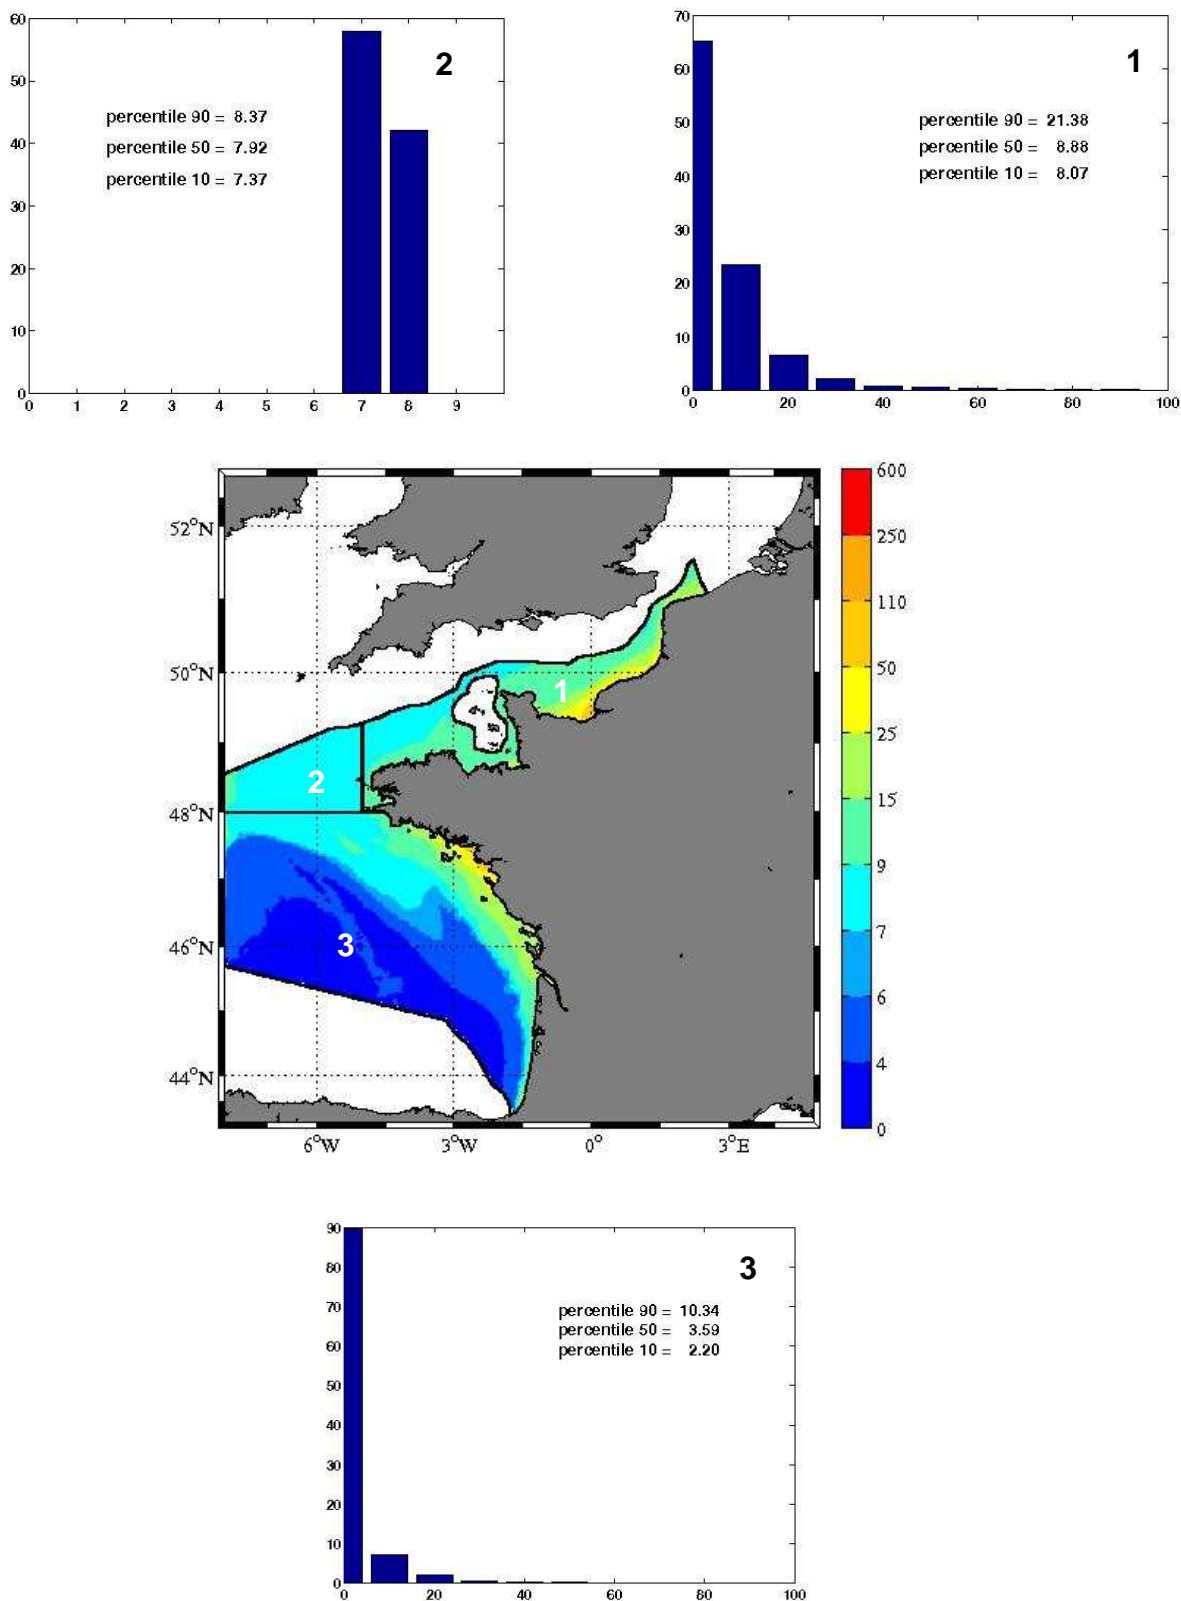 60
50
40
30
20
10
0
2
percentile 90 = 8.37
percentile 50 = 7.92
percentile 10 = 7.37
0 1 2 3 4 5 6 7 8 9
70
60
50
40
30
20
10
0
1
percentile 90 = 21.38
percentile 50 = 8.88
percentile 10 = 8.07
0 20 40 60 80 100
52°N
50°N
48°N
46°N
44°N
6°W 3°W 0° 3°E
1
2
3
600
250
110
50
25
15
9
7
6
4
0
90
80
70
60
50
40
30
20
10
0
3
percentile 90 = 10.34
percentile 50 = 3.59
percentile 10 = 2.20
0 20 40 60 80 100